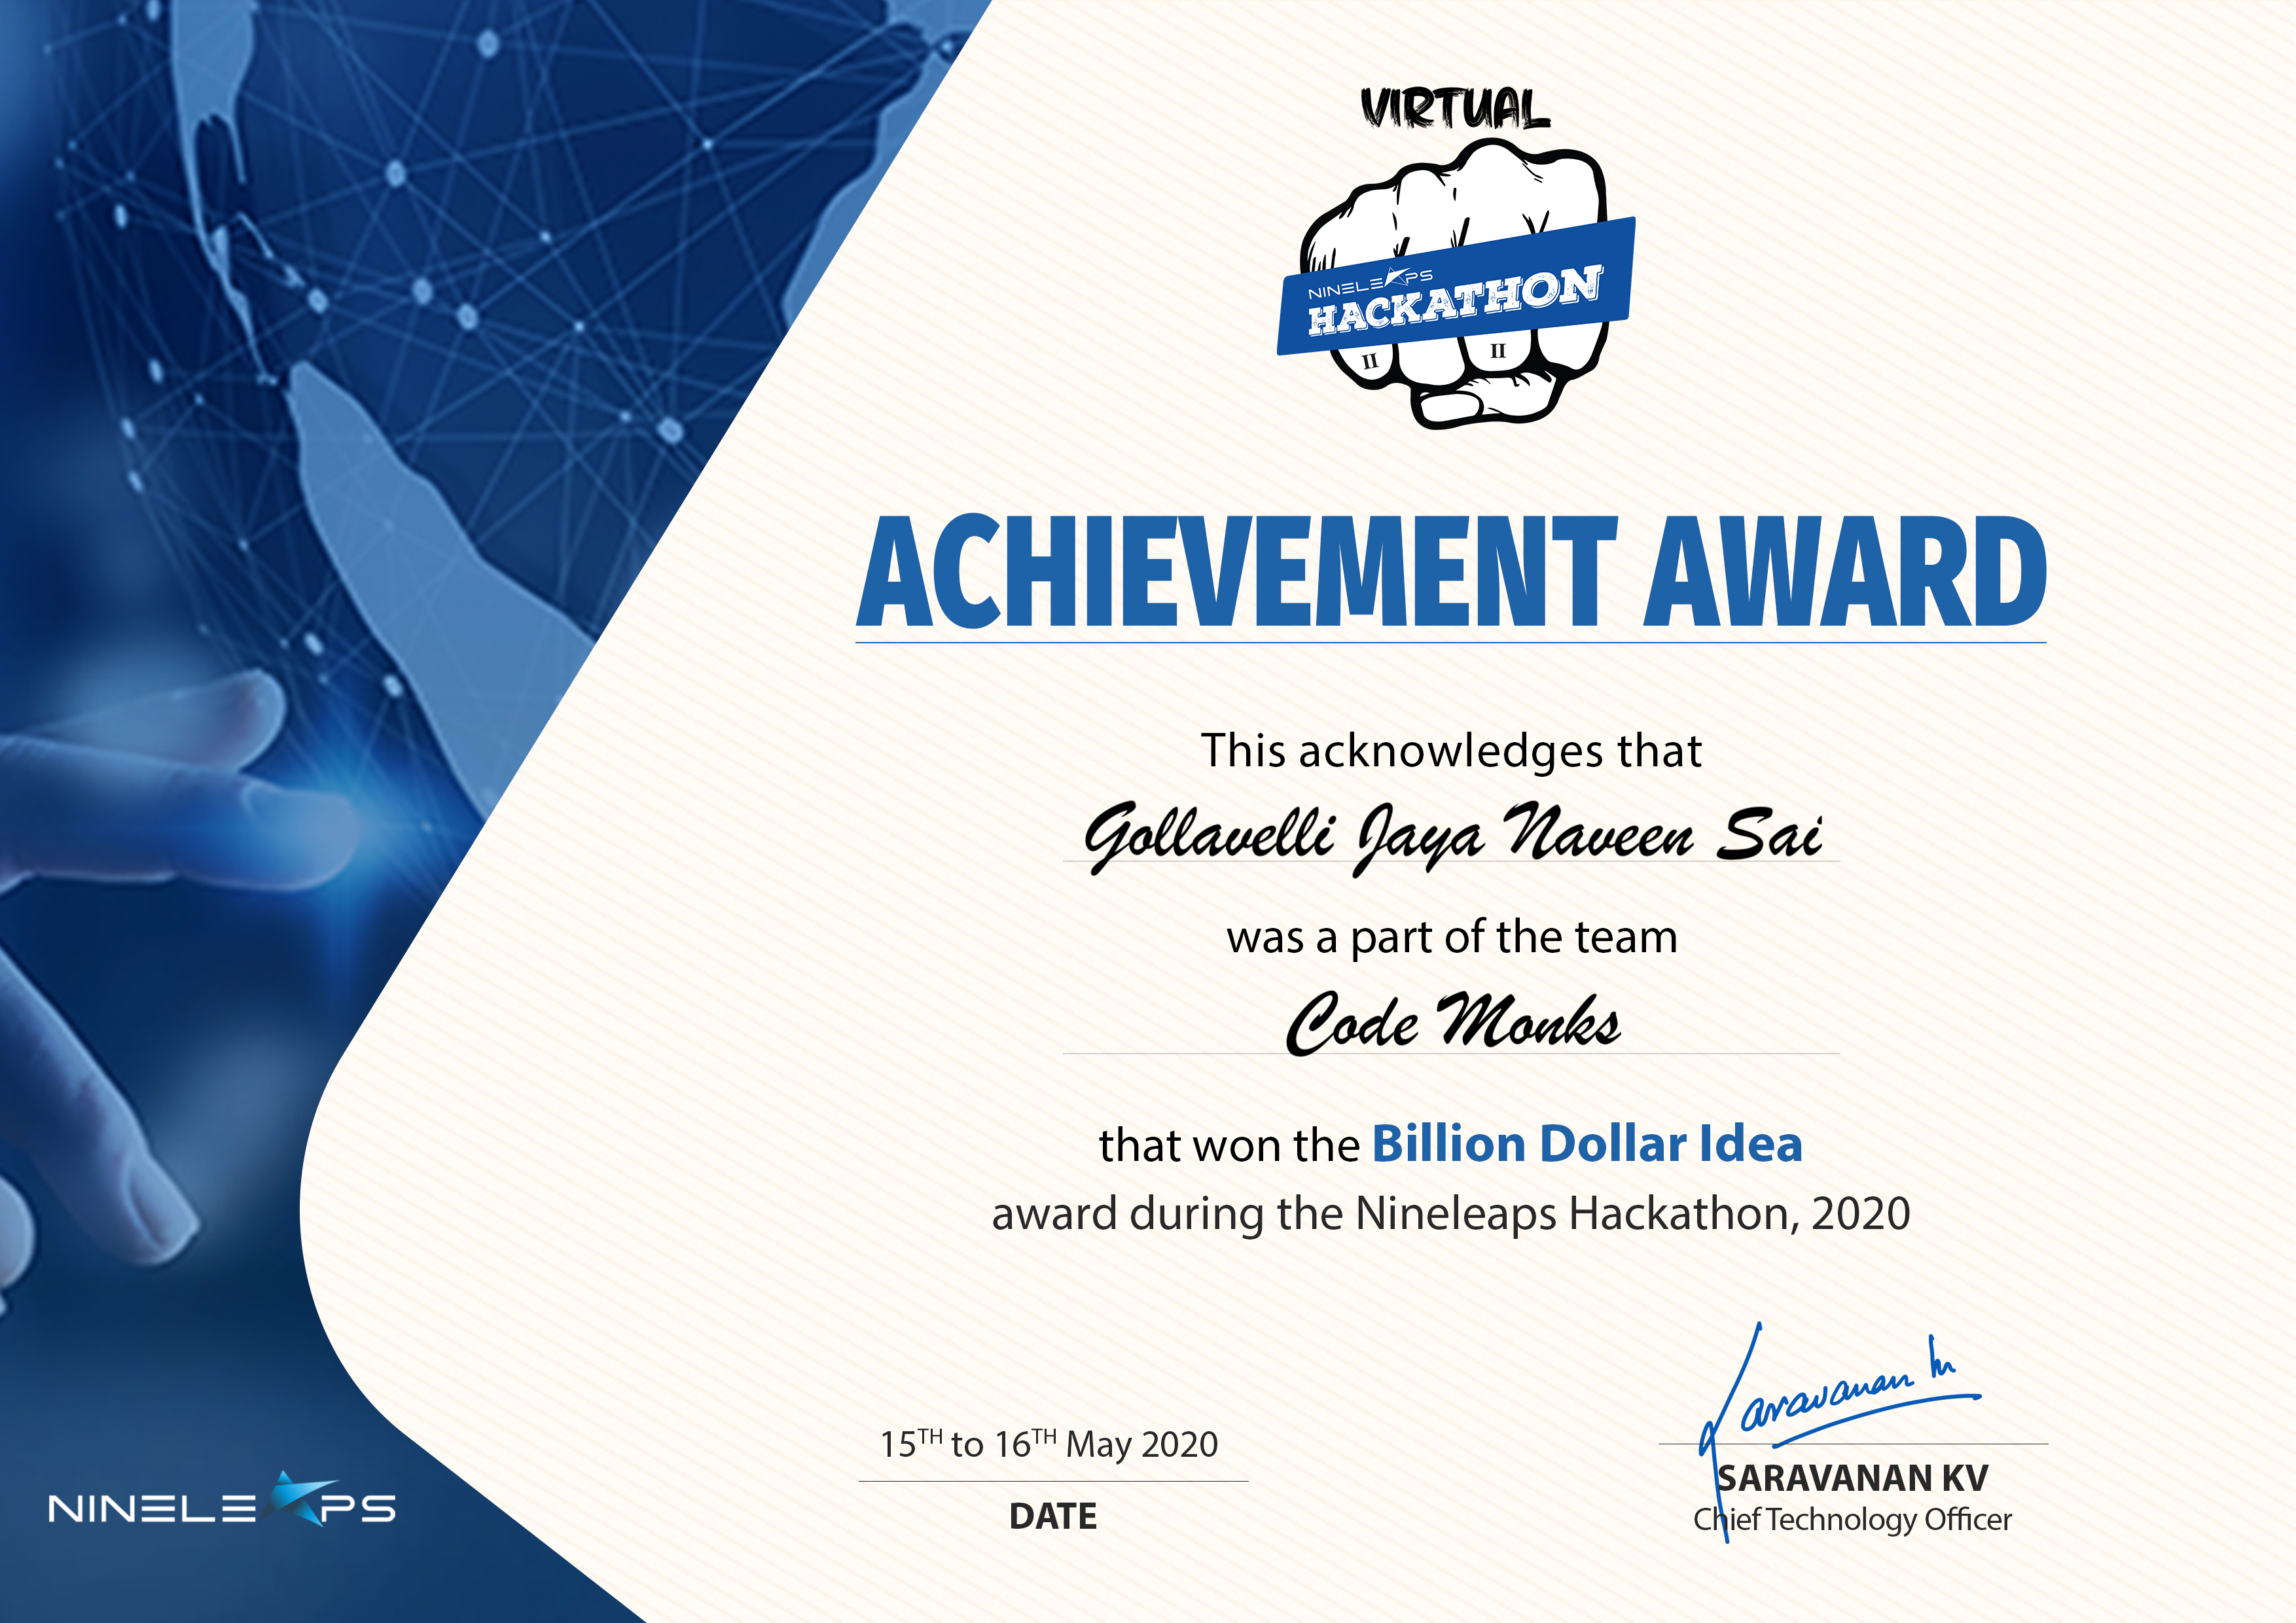 VIRTUAL
NINELEAPS
HACKATHON
II II
ACHIEVEMENT AWARD
This acknowledges that
Gollavelli Jaya Naveen Sai
was a part of the team
Code Monks
that won the Billion Dollar Idea
award during the Nineleaps Hackathon, 2020
15TH to 16TH May 2020
DATE
Saravanan
SARAVANAN KV
Chief Technology Officer
NINELEAPS